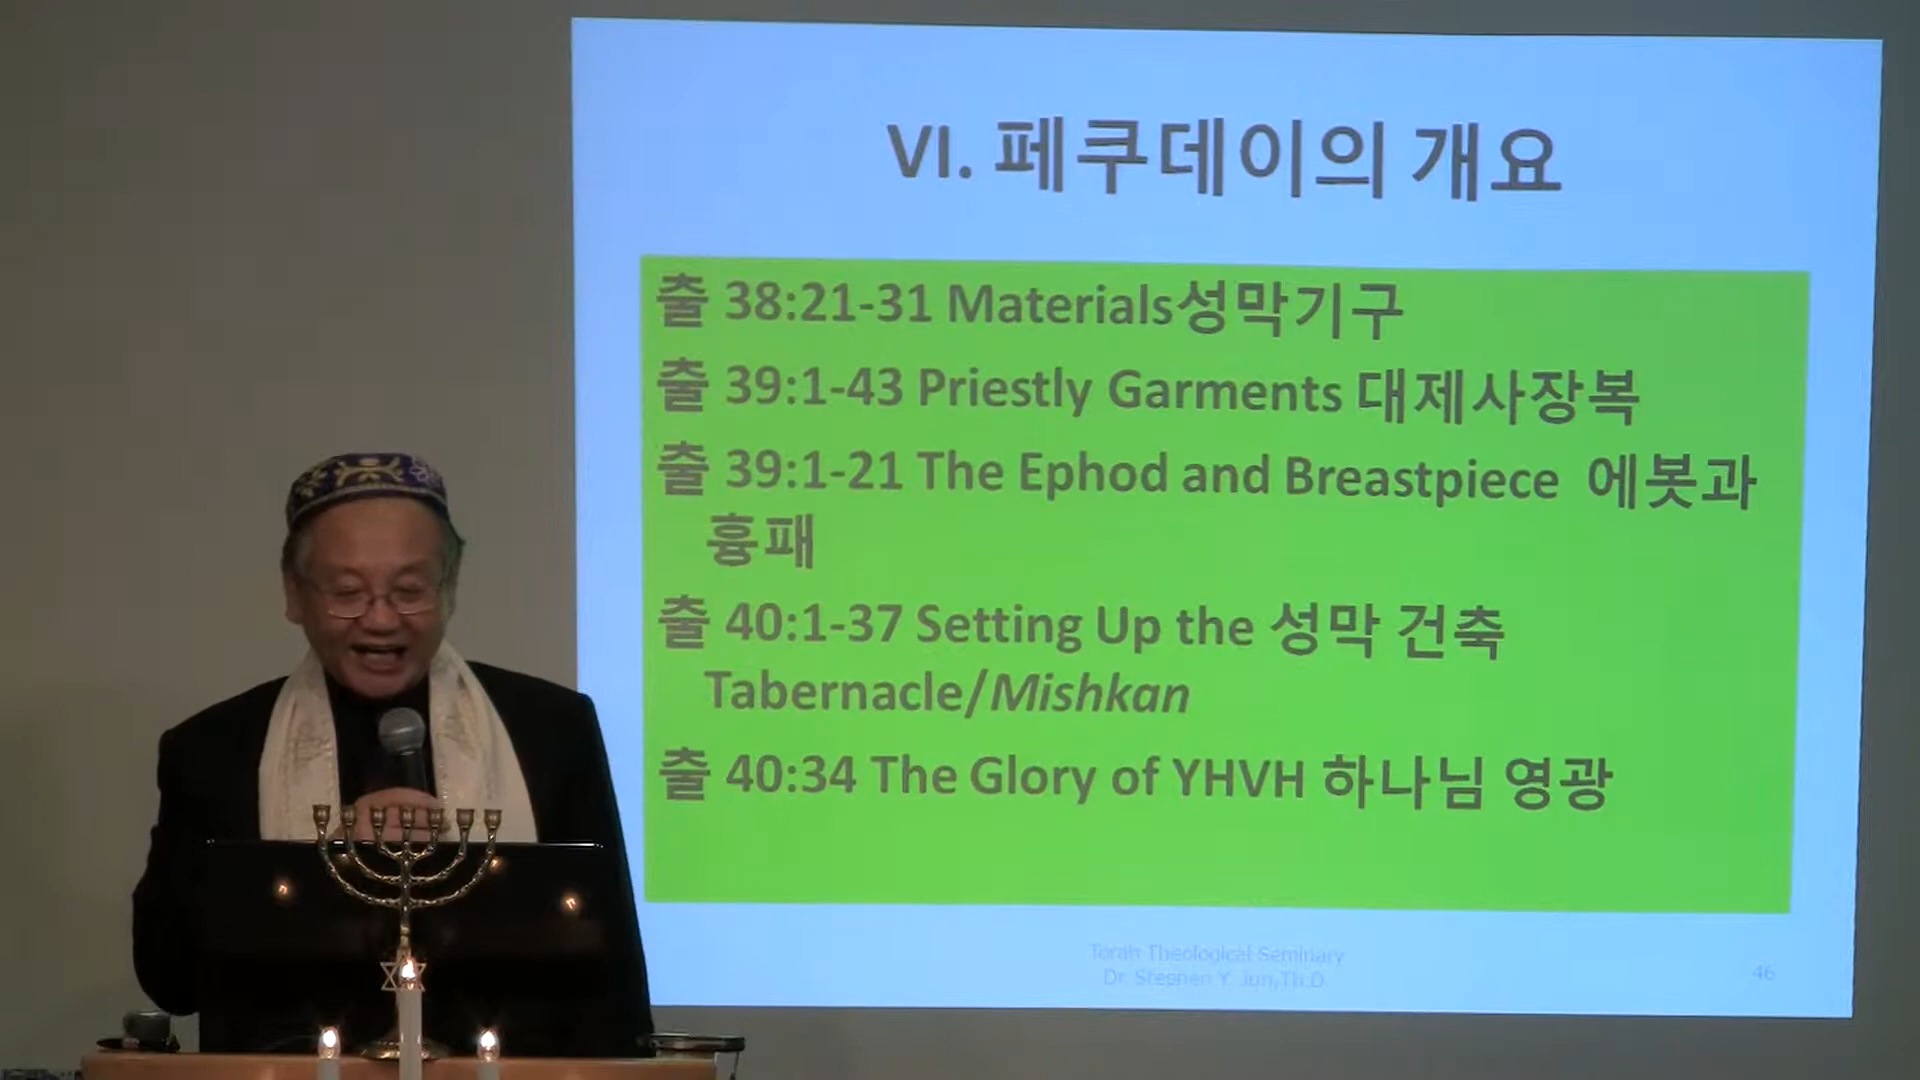 VI. 페쿠데이의 개요
출 38:21-31 Materials성막기구
출 39:1-43 Priestly Garments 대제사장복
출 39:1-21 The Ephod and Breastpiece 에봇과
흉패
출 40:1-37 Setting Up the 성막 건축
Tabernacle/Mishkan
출 40:34 The Glory of YHVH 하나님 영광
Torah Theological Seminary
Dr. Stephen Y. Jun,Th.D.
46